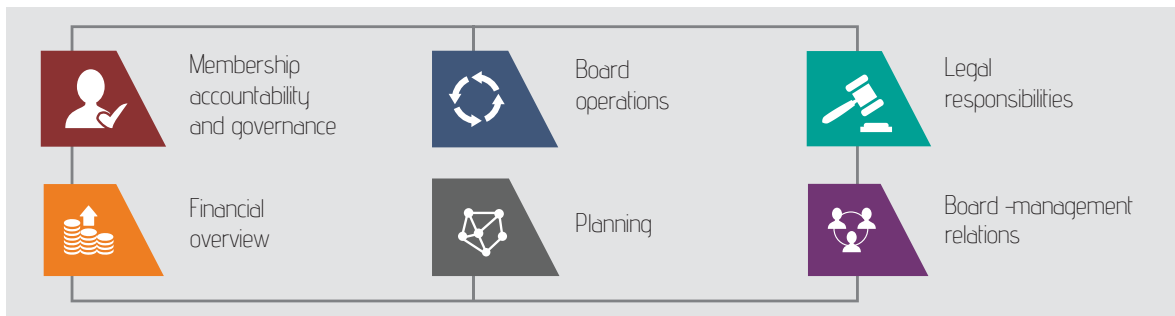 Membership
accountability
and governance
Board
operations
Legal
responsibilities
Financial
overview
Planning
Board -management
relations